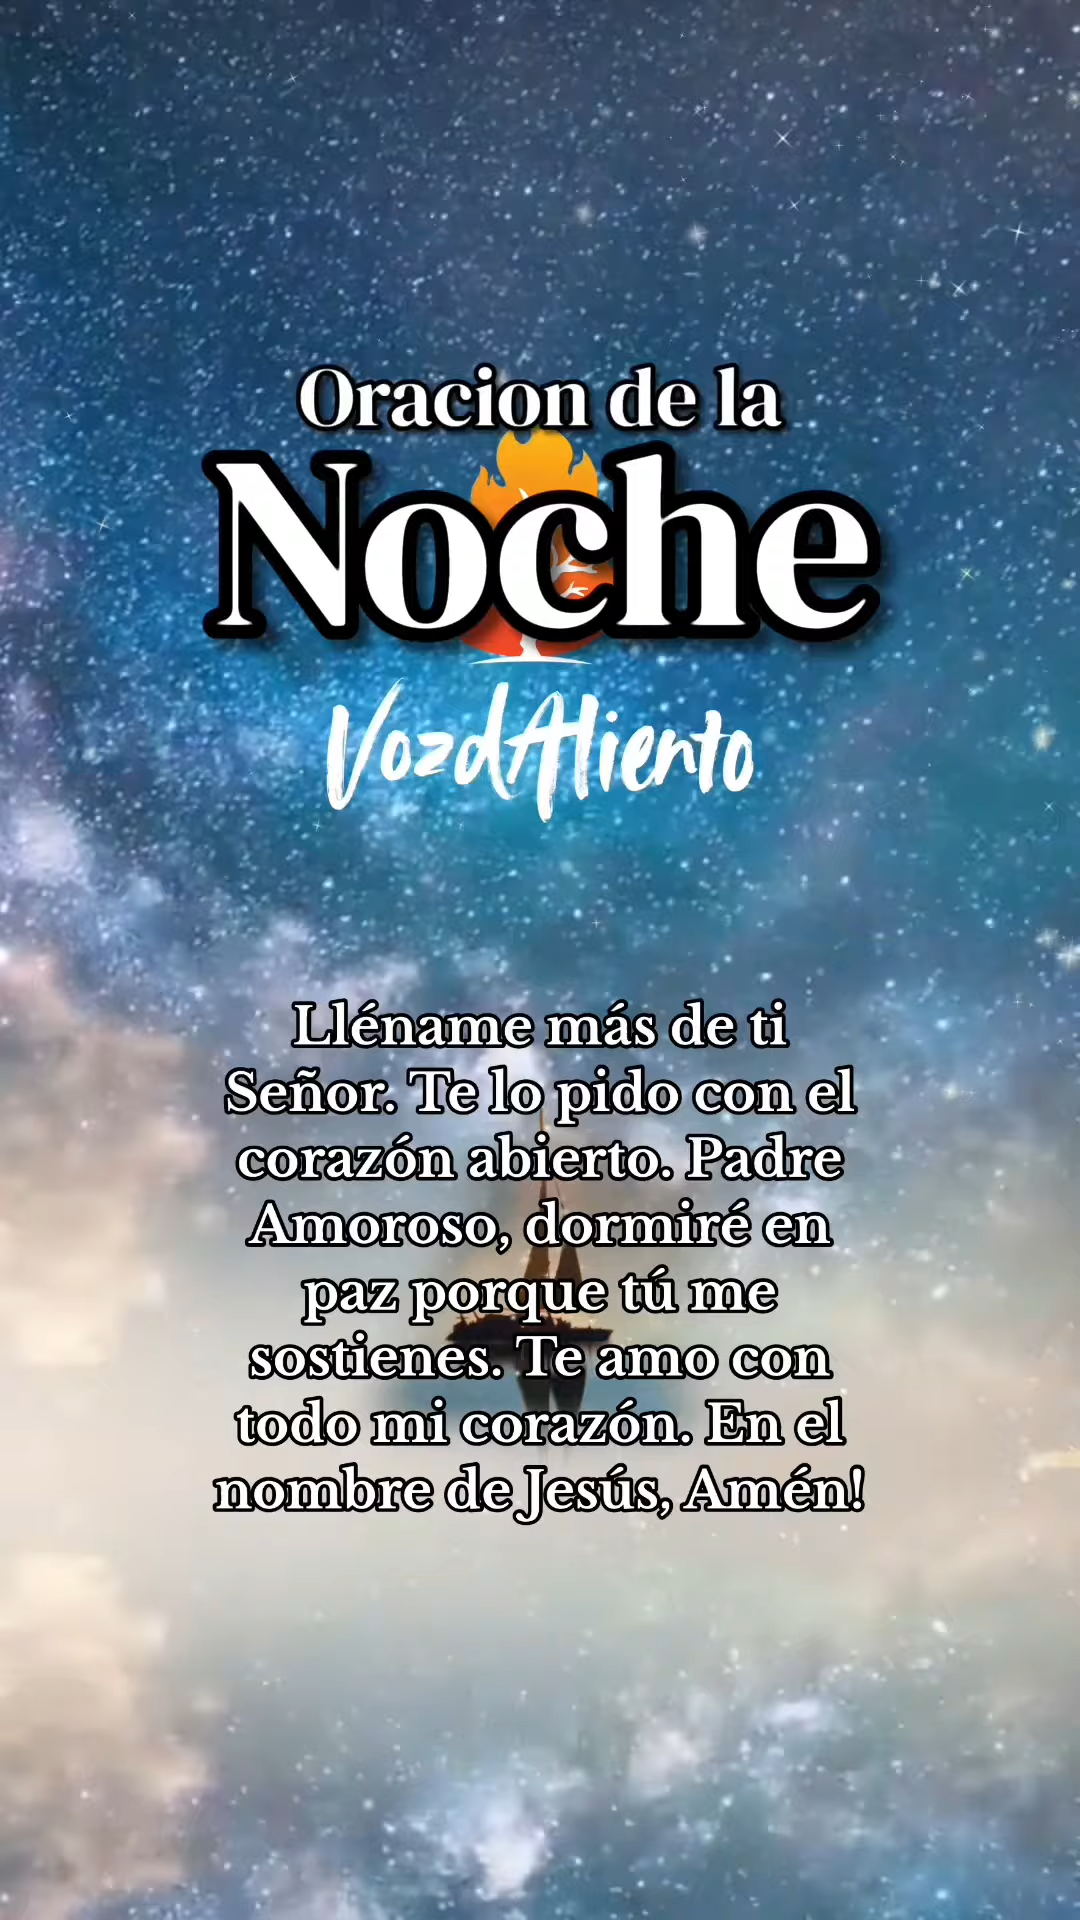 Oracion de la
Noche
VozdAliento
Lléname más de ti
Señor. Te lo pido con el
corazón abierto. Padre
Amoroso, dormiré en
paz porque tú me
sostienes. Te amo con
todo mi corazón. En el
nombre de Jesús, Amén!